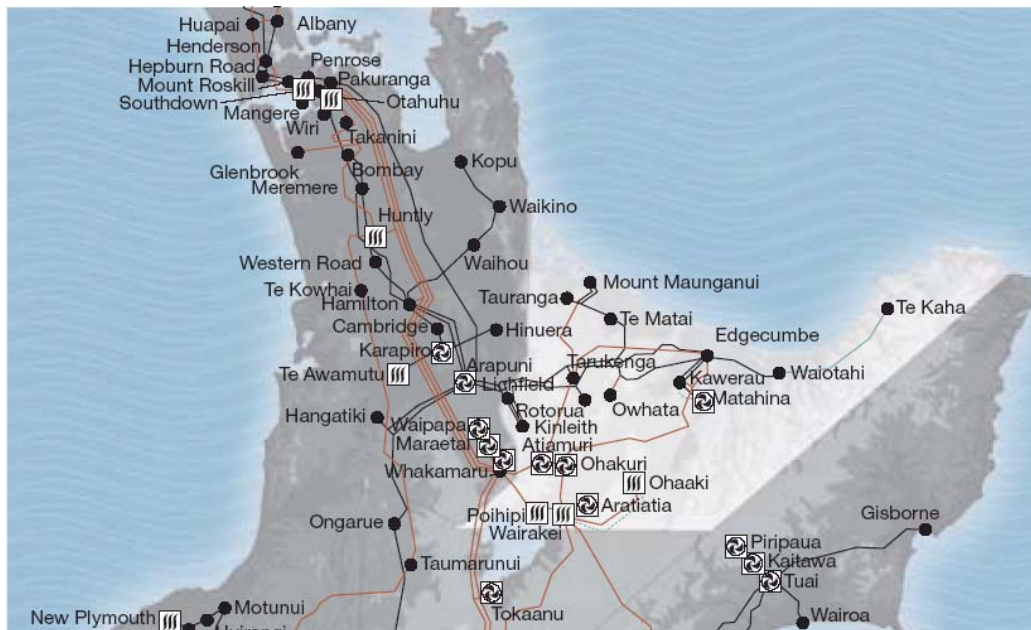 Huapai
Albany
Henderson
Hepburn Road
Penrose
Mount Roskill
Pakuranga
Southdown
Otahuhu
Mangere
Wiri
Takanini
Glenbrook
Bombay
Meremere
Kopu
Waikino
Huntly
Waihou
Western Road
Te Kowhai
Hamilton
Mount Maunganui
Tauranga
Te Matai
Te Kaha
Cambridge
Hinuera
Edgecumbe
Karapiro
Te Awamutu
Arapuni
Tarukenga
Lichfield
Kawerau
Waiotahi
Rotorua
Owhata
Matahina
Hangatiki
Waipapa
Kinleith
Maraetai
Atiamuri
Whakamaru
Ohakuri
Ohaaki
Poihipi
Aratiatia
Wairakei
Ongarue
Gisborne
Piripaua
Kaitawa
Taumarunui
Tuai
Tokaanu
New Plymouth
Motunui
Wairoa